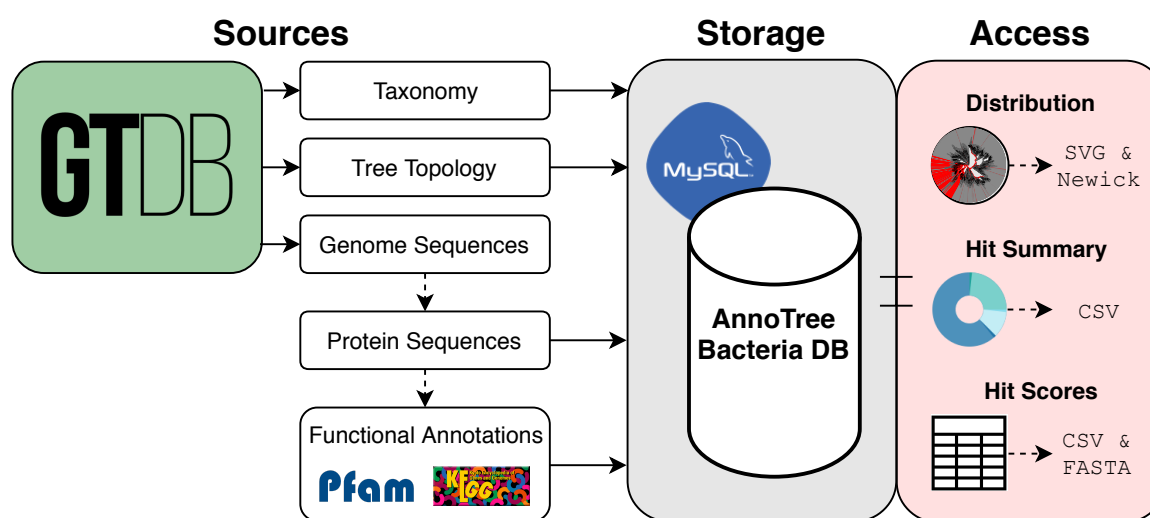 Sources
Storage
Access
GTDB
Taxonomy
Tree Topology
Genome Sequences
Protein Sequences
Functional Annotations
Pfam
KEGG
MySQL
AnnoTree
Bacteria DB
Distribution
SVG &
Newick
Hit Summary
CSV
Hit Scores
CSV &
FASTA